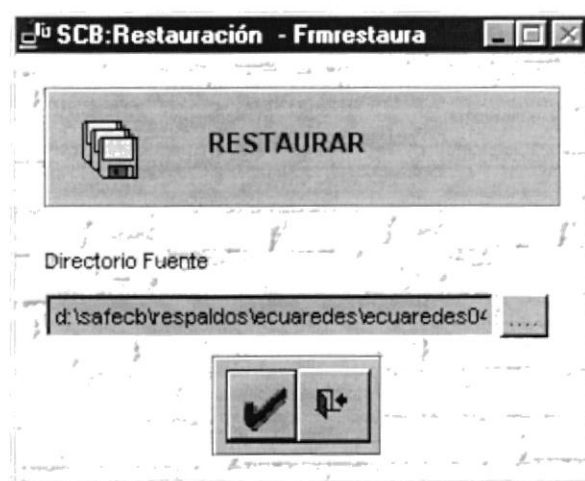 SCB:Restauración - Frmrestaura
RESTAURAR
Directorio Fuente
d:\safecb\respaldos\ecuaredes\ecuaredes04
....